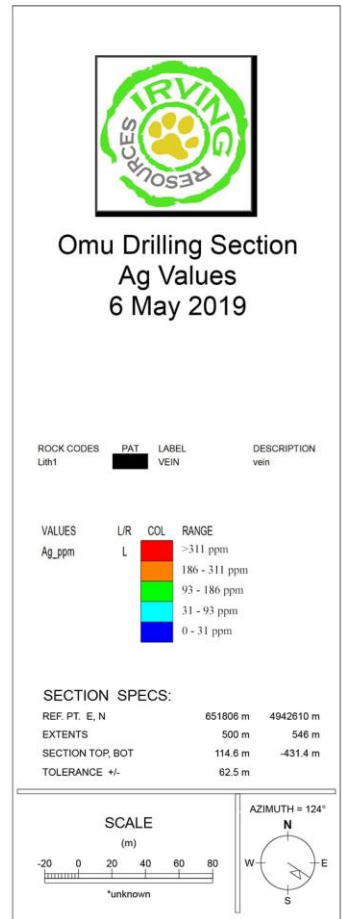 IRVING
RESOURCES
Omu Drilling Section
Ag Values
6 May 2019
ROCK CODES PAT LABEL DESCRIPTION
Lith1 VEIN vein
VALUES L/R COL RANGE
Ag_ppm L >311 ppm
186 - 311 ppm
93 - 186 ppm
31 - 93 ppm
0 - 31 ppm
SECTION SPECS:
REF. PT. E, N 651806 m 4942610 m
EXTENTS 500 m 546 m
SECTION TOP, BOT 114.6 m -431.4 m
TOLERANCE +/- 62.5 m
SCALE
(m)
-20 0 20 40 60 80
*unknown
AZIMUTH = 124°
N
W E
S